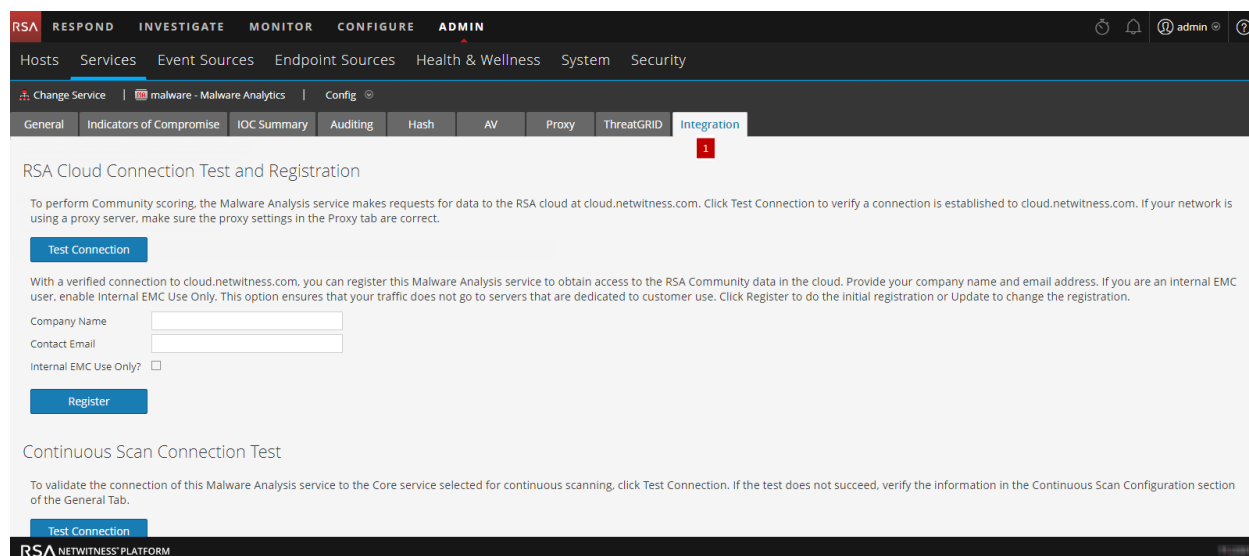 RSA RESPOND INVESTIGATE MONITOR CONFIGURE ADMIN admin
Hosts Services Event Sources Endpoint Sources Health & Wellness System Security
Change Service | malware - Malware Analytics | Config
General Indicators of Compromise IOC Summary Auditing Hash AV Proxy ThreatGRID Integration
1
RSA Cloud Connection Test and Registration
To perform Community scoring, the Malware Analysis service makes requests for data to the RSA cloud at cloud.netwitness.com. Click Test Connection to verify a connection is established to cloud.netwitness.com. If your network is
using a proxy server, make sure the proxy settings in the Proxy tab are correct.
Test Connection
With a verified connection to cloud.netwitness.com, you can register this Malware Analysis service to obtain access to the RSA Community data in the cloud. Provide your company name and email address. If you are an internal EMC
user, enable Internal EMC Use Only. This option ensures that your traffic does not go to servers that are dedicated to customer use. Click Register to do the initial registration or Update to change the registration.
Company Name
Contact Email
Internal EMC Use Only?
Register
Continuous Scan Connection Test
To validate the connection of this Malware Analysis service to the Core service selected for continuous scanning, click Test Connection. If the test does not succeed, verify the information in the Continuous Scan Configuration section
of the General Tab.
Test Connection
RSA NETWITNESS® PLATFORM